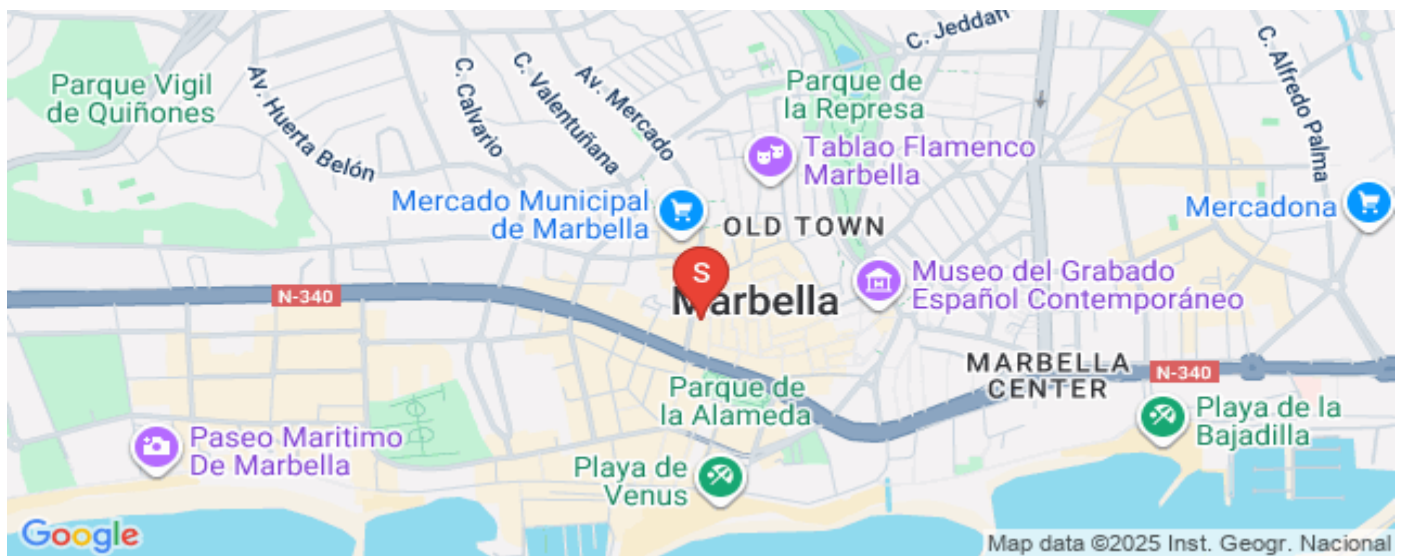 C. Jeddah
C. Alfredo Palma
Parque Vigil
de Quiñones
Av. Huerta Belón
C. Calvario
C. Valentuñana
Av. Mercado
Parque de
la Represa
Tablao Flamenco
Marbella
Mercado Municipal
de Marbella
OLD TOWN
Mercadona
S
Marbella
Museo del Grabado
Español Contemporáneo
N-340
MARBELLA
CENTER
N-340
Parque de
la Alameda
Paseo Maritimo
De Marbella
Playa de la
Bajadilla
Playa de
Venus
Google
Map data ©2025 Inst. Geogr. Nacional